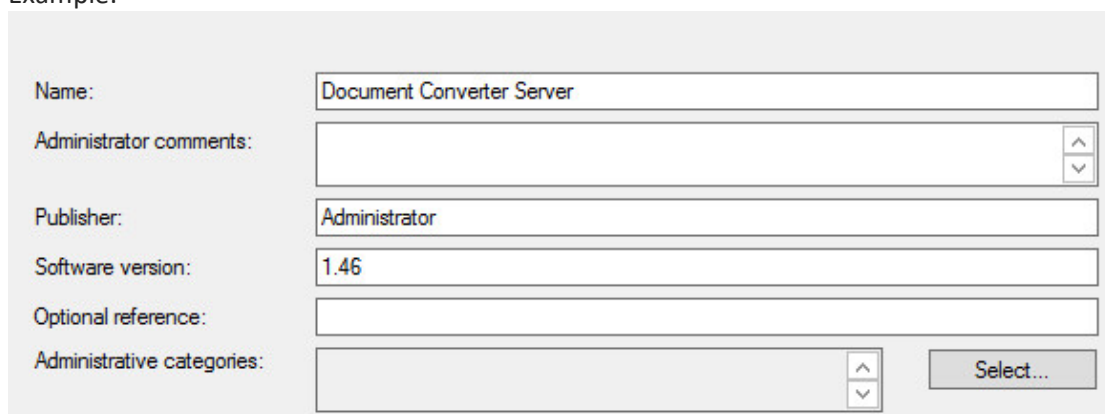 Example:
Name: Document Converter Server
Administrator comments:
Publisher: Administrator
Software version: 1.46
Optional reference:
Administrative categories: Select...